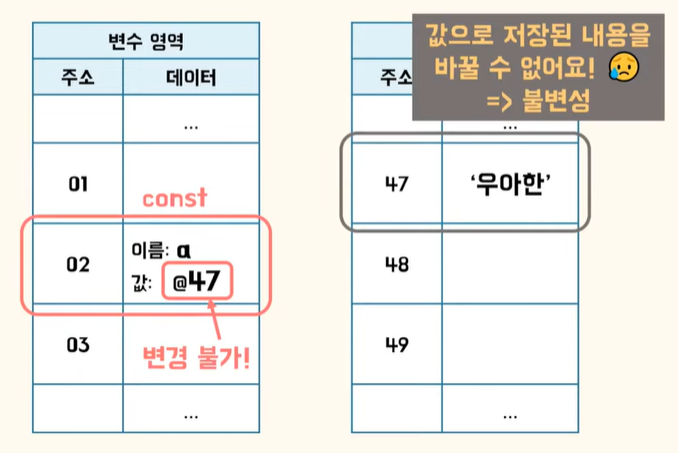 변수 영역
주소 데이터
...
01
const
02
이름: a
값: @47
03
변경 불가!
...
값으로 저장된 내용을
바꿀 수 없어요! 😥
=> 불변성
주소
...
47 ‘우아한’
48
49
...